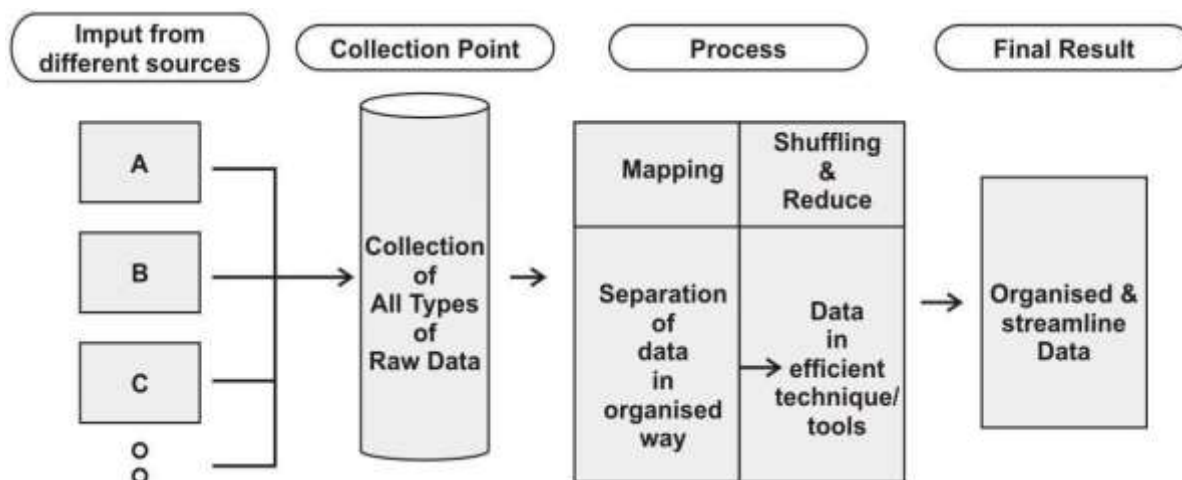 Imput from
different sources
Collection Point
Process
Final Result
A
B
C
Collection
of
All Types
of
Raw Data
Mapping
Shuffling
&
Reduce
Separation
of
data
in
organised
way
Data
in
efficient
technique/
tools
Organised &
streamline
Data